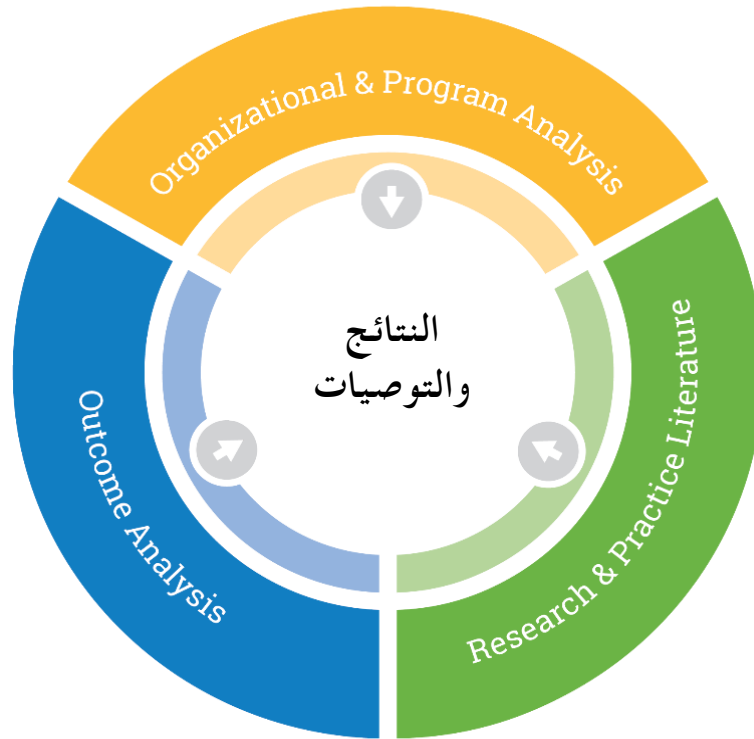 Organizational & Program Analysis
النتائج
والتوصيات
Outcome Analysis
Research & Practice Literature